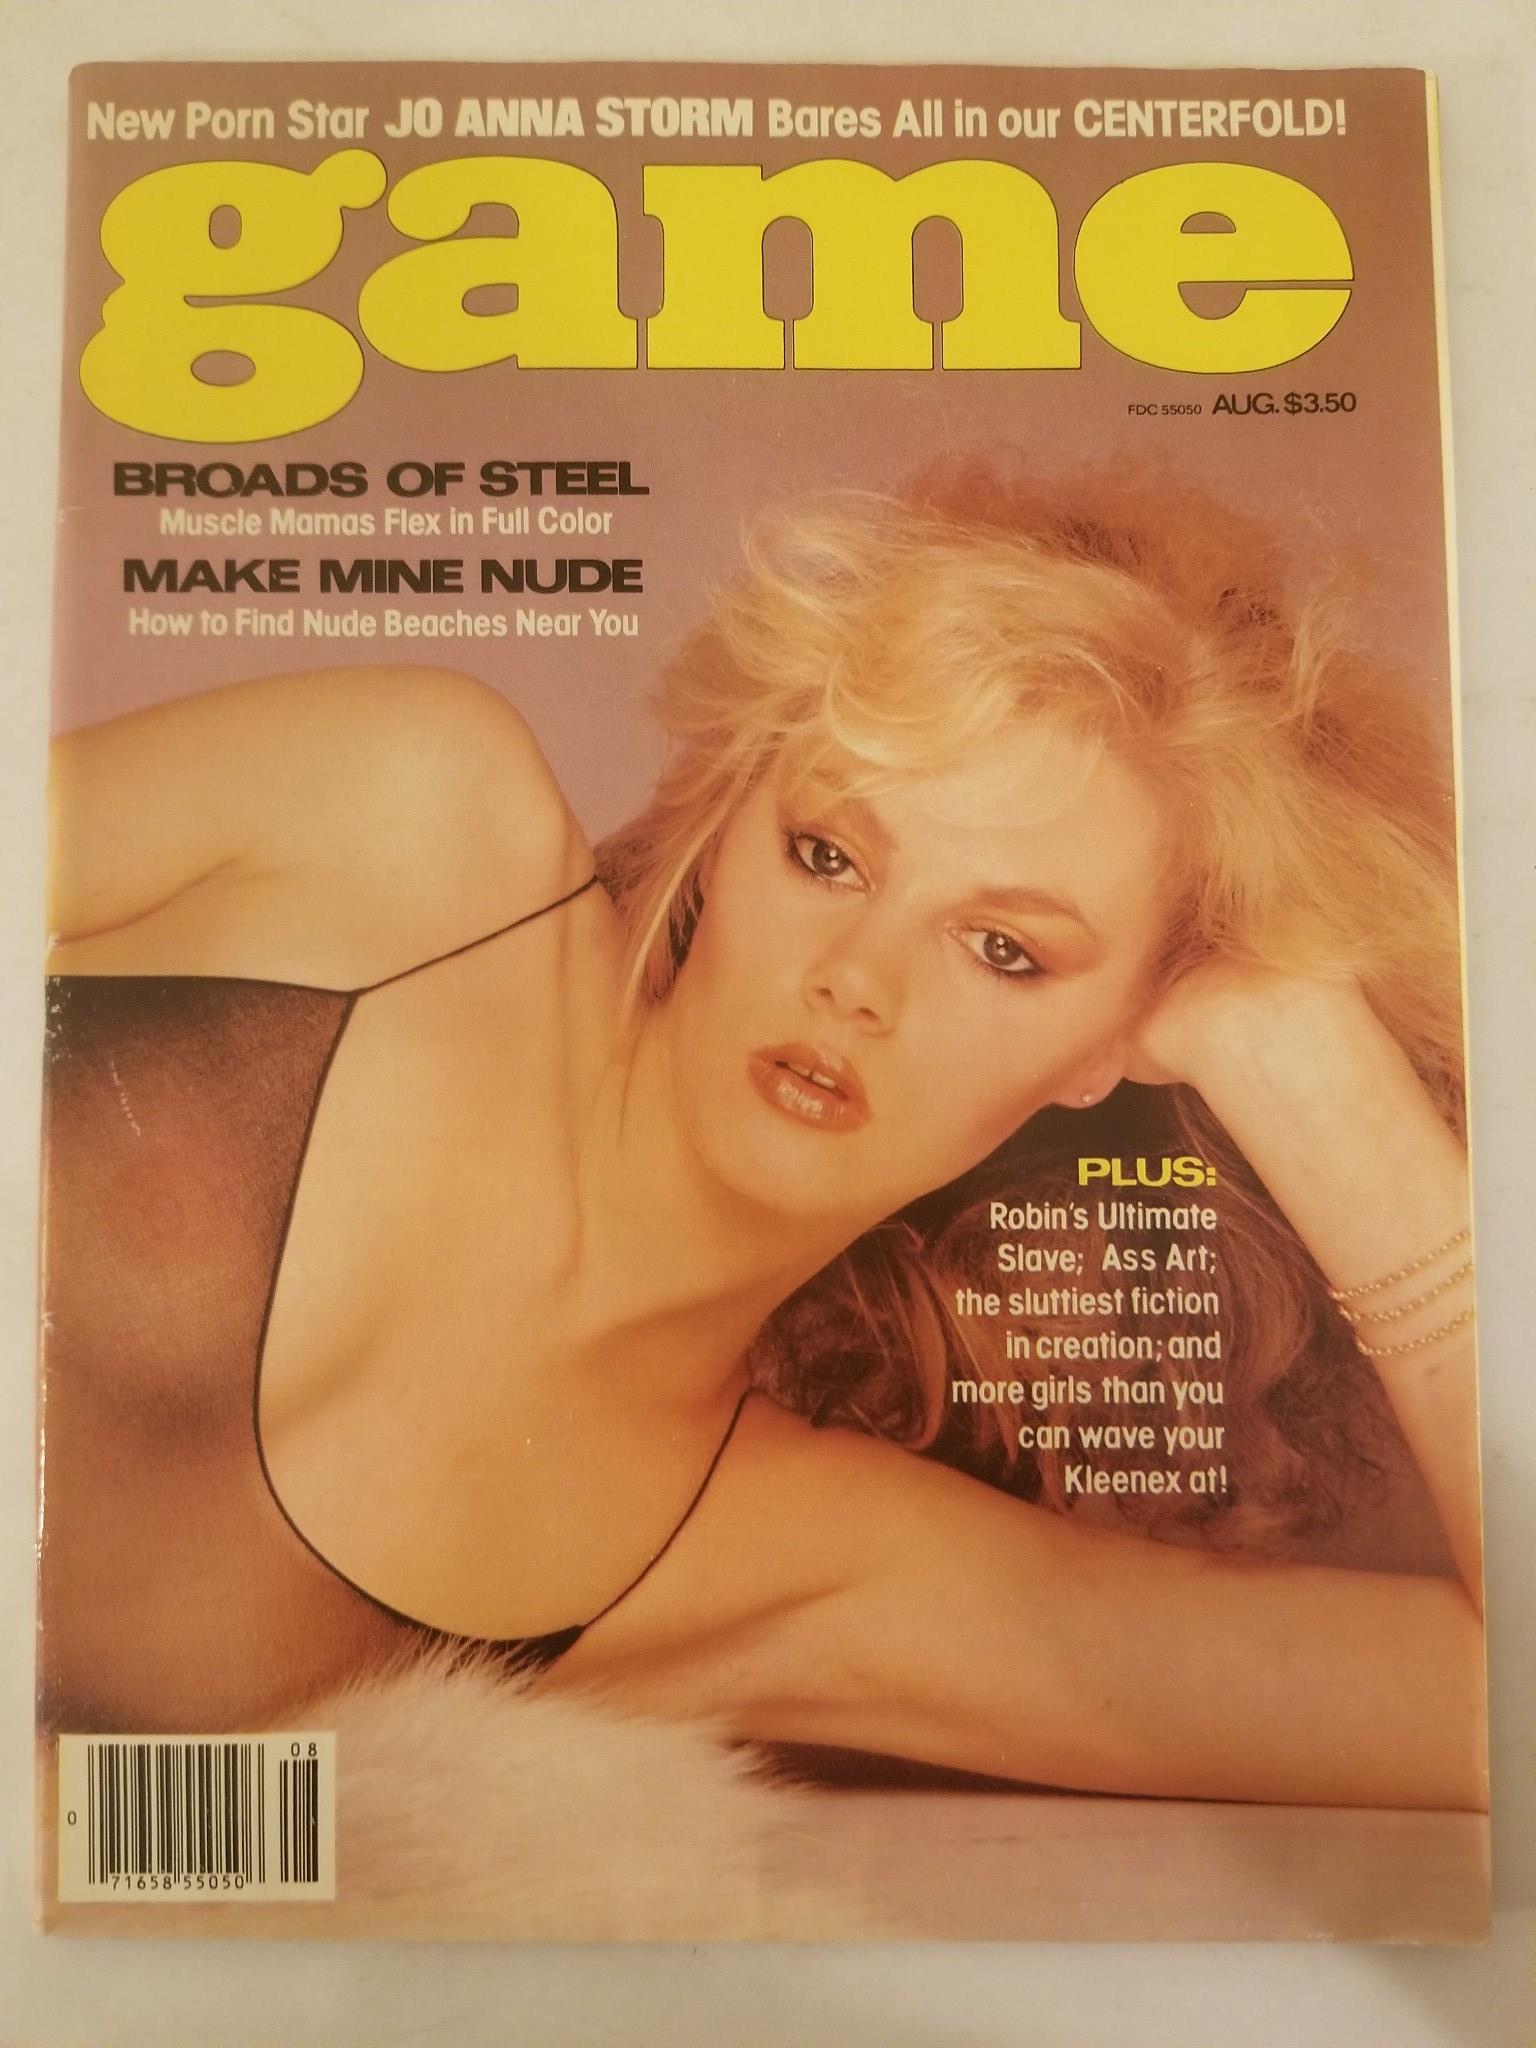 New Porn Star JO ANNA STORM Bares All in our CENTERFOLD!
game
FDC 55050 AUG. $3.50
BROADS OF STEEL
Muscle Mamas Flex in Full Color
MAKE MINE NUDE
How to Find Nude Beaches Near You
PLUS:
Robin's Ultimate
Slave; Ass Art;
the sluttiest fiction
in creation; and
more girls than you
can wave your
Kleenex at!
08
0
71658 55050